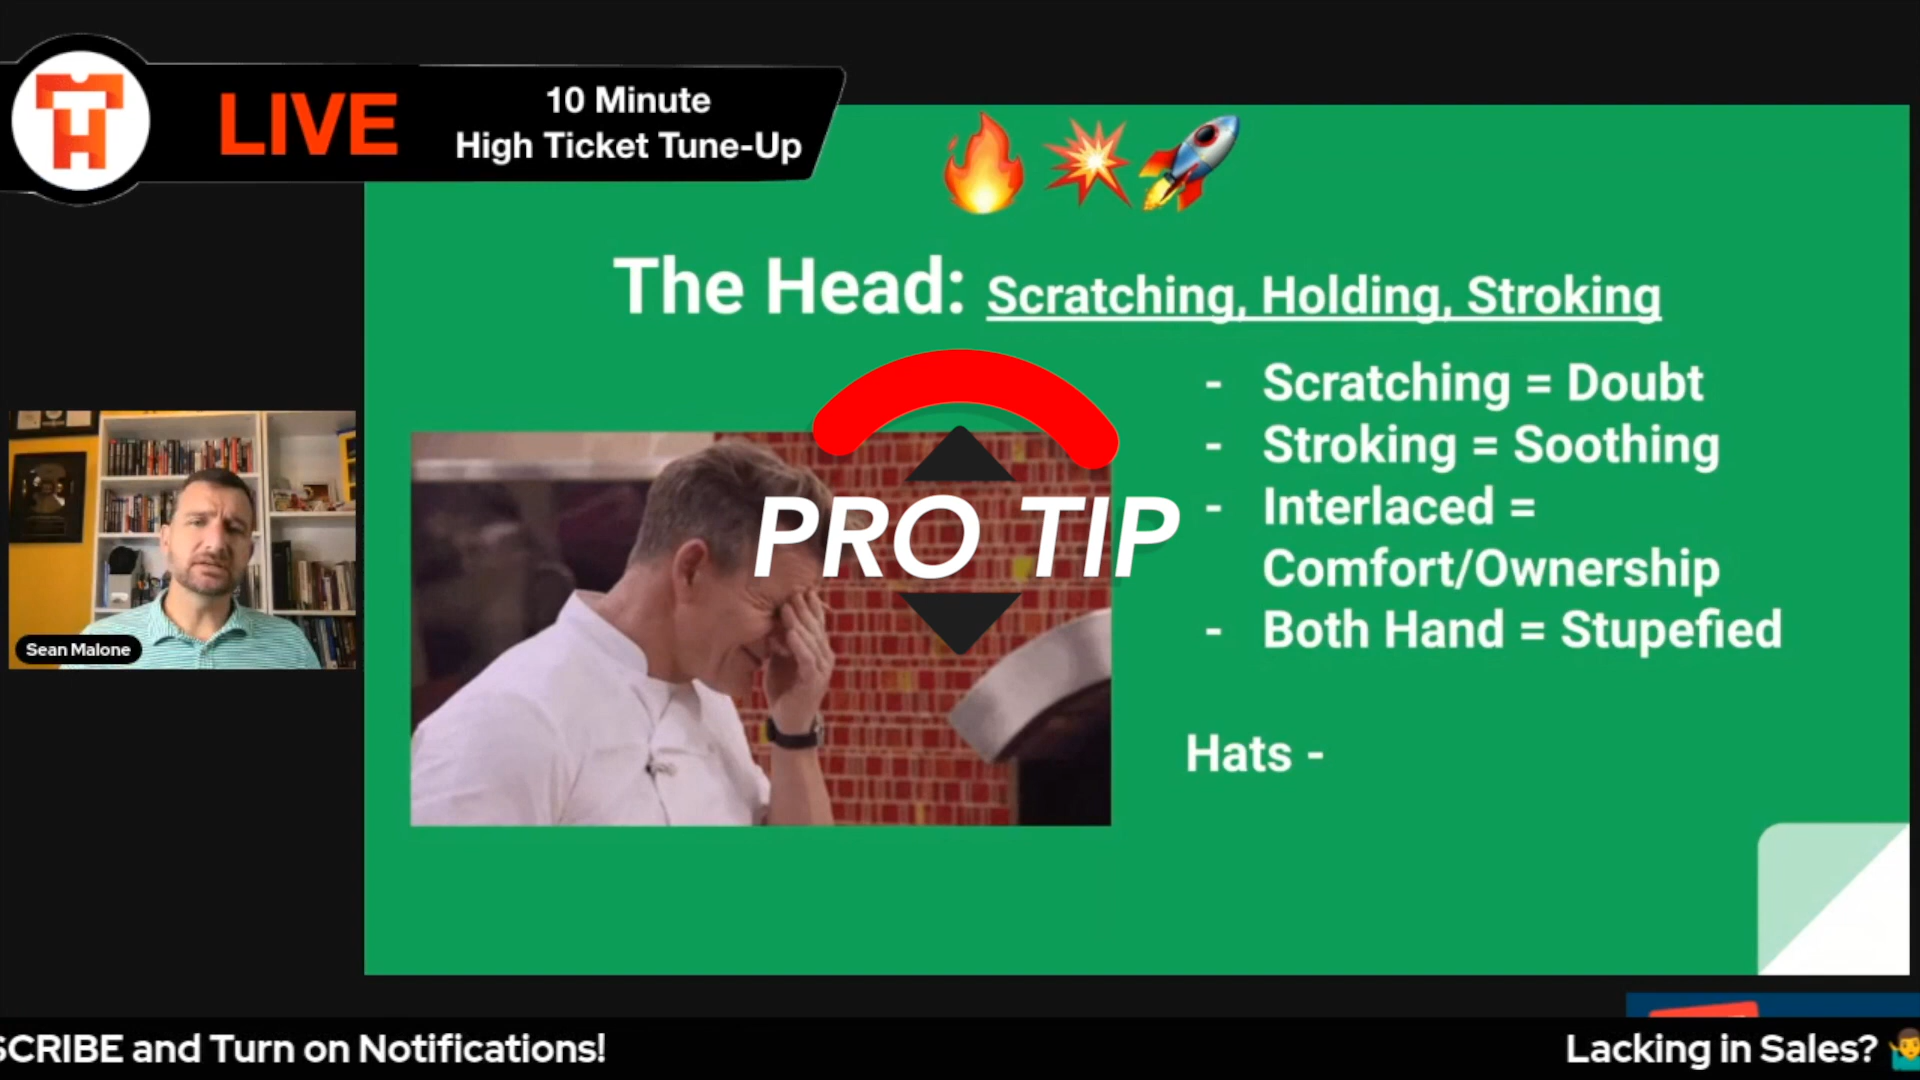 LIVE
10 Minute
High Ticket Tune-Up
The Head: Scratching, Holding, Stroking
- Scratching = Doubt
- Stroking = Soothing
- Interlaced =
Comfort/Ownership
- Both Hand = Stupefied
Hats -
PRO TIP
Sean Malone
SCRIBE and Turn on Notifications!
Lacking in Sales?